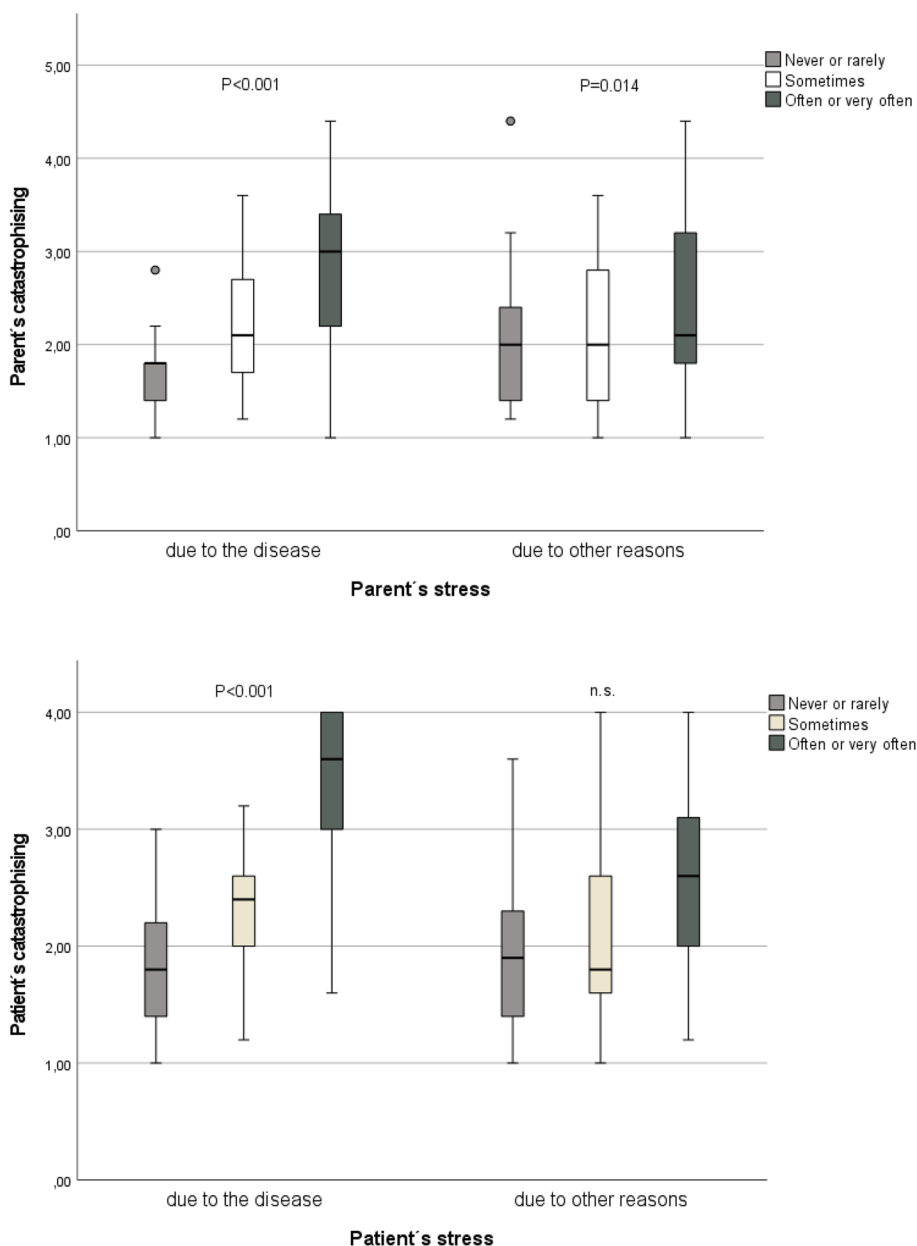 5,00
4,00
3,00
2,00
1,00
,00
Parent´s catastrophising
P<0.001
P=0.014
Never or rarely
Sometimes
Often or very often
due to the disease
due to other reasons
Parent´s stress
4,00
3,00
2,00
1,00
,00
Patient´s catastrophising
P<0.001
n.s.
Never or rarely
Sometimes
Often or very often
due to the disease
due to other reasons
Patient´s stress